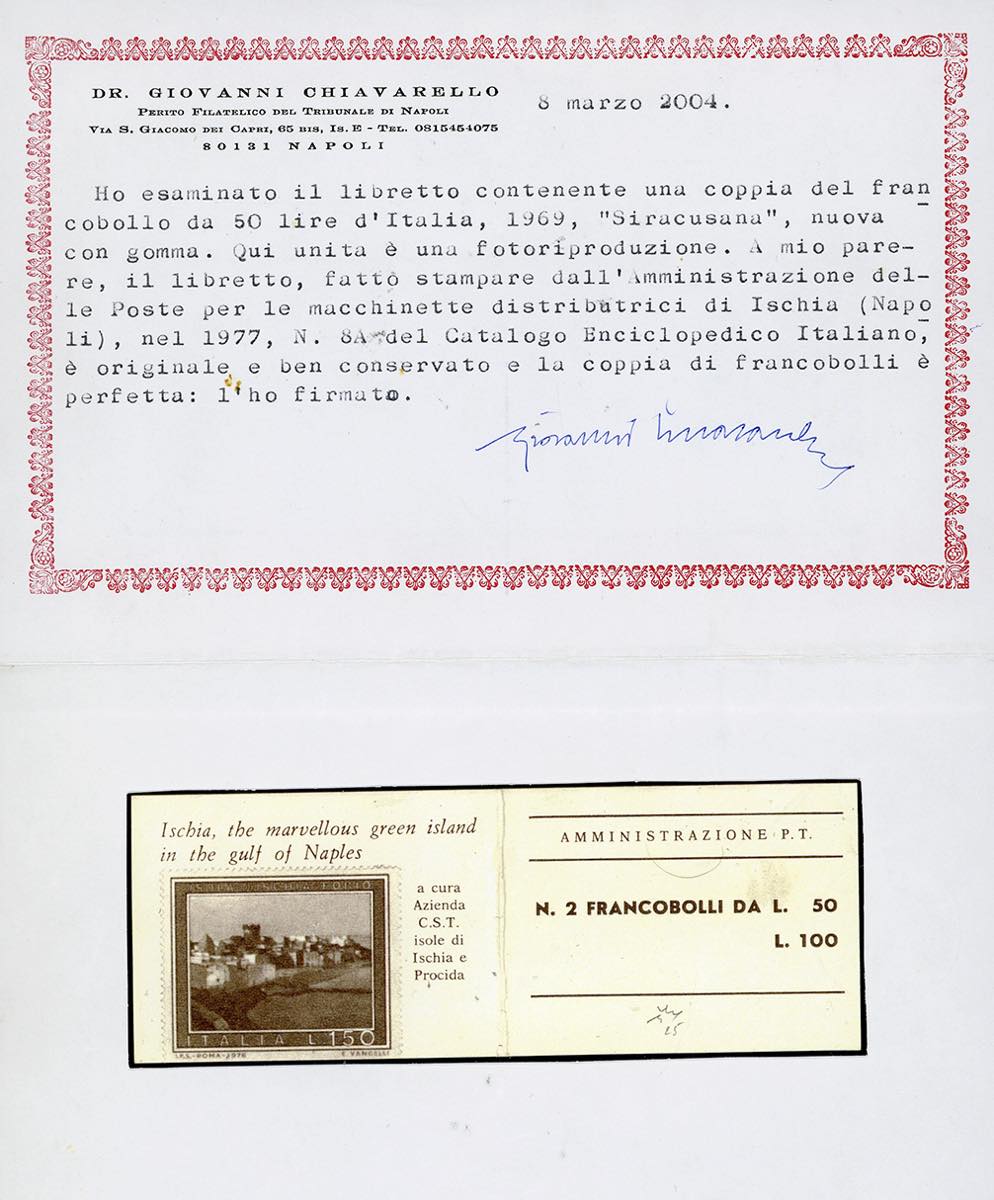 DR. GIOVANNI CHIAVARELLO
PERITO FILATELICO DEL TRIBUNALE DI NAPOLI
VIA S. GIACOMO DEI CAPRI, 65 BIS, IS. E - TEL. 0815454075
80131 NAPOLI
8 marzo 2004.
Ho esaminato il libretto contenente una coppia del fran
cobollo da 50 lire d'Italia, 1969, "Siracusana", nuova
con gomma. Qui unita è una fotoriproduzione. A mio pare-
re, il libretto, fatto stampare dall'Amministrazione del-
le Poste per le macchinette distributrici di Ischia (Napo
li), nel 1977, N. 8A del Catalogo Enciclopedico Italiano,
è originale e ben conservato e la coppia di francobolli è
perfetta: l'ho firmato.
Ischia, the marvellous green island
in the gulf of Naples
a cura
Azienda
C.S.T.
isole di
Ischia e
Procida
ITALIA L 150
I.P.S.-ROMA-1976 E. VANGELLI
AMMINISTRAZIONE P.T.
N. 2 FRANCOBOLLI DA L. 50
L. 100